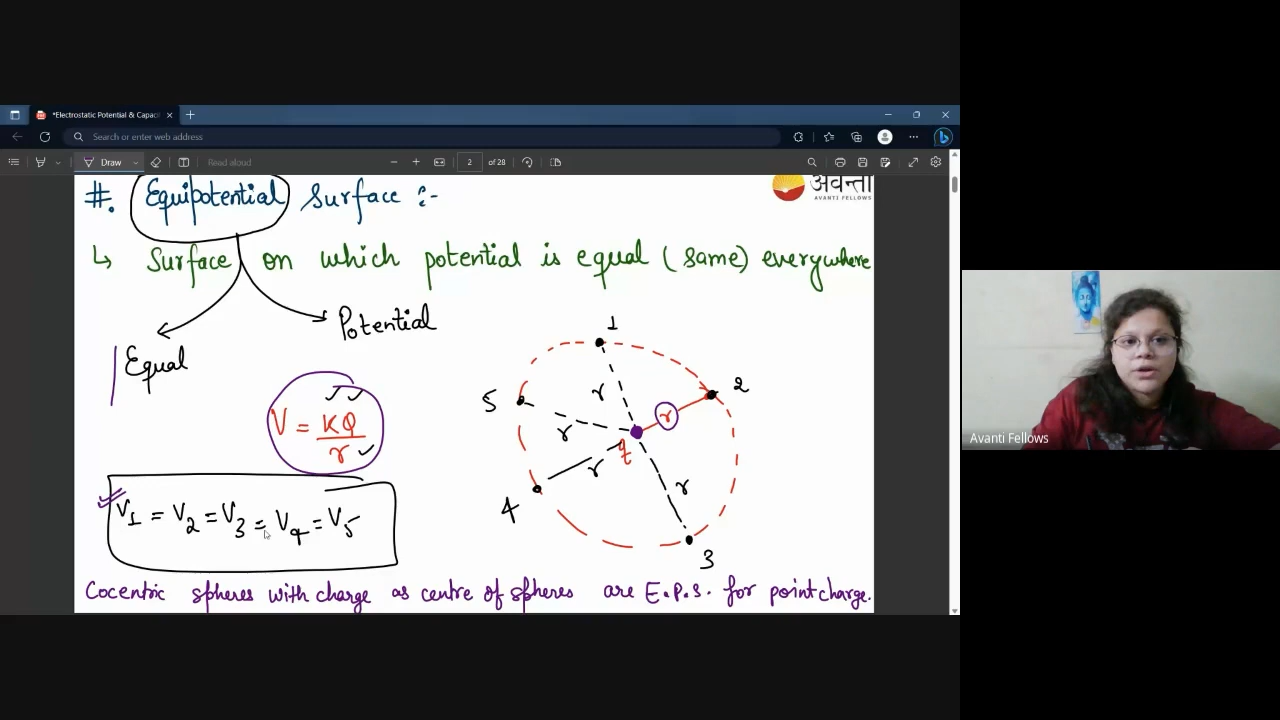 *Electrostatic Potential & Capaci
Search or enter web address
Draw
Read aloud
2
of 28
#. Equipotential Surface :-
अवन्ती
AVANTI FELLOWS
↳ Surface on which potential is equal (same) everywhere
Potential
Equal
V = KQ/r
V1 = V2 = V3 = V4 = V5
1
2
3
4
5
r
r
r
r
r
q
Cocentric spheres with charge as centre of spheres are E.P.S. for point charge.
Avanti Fellows